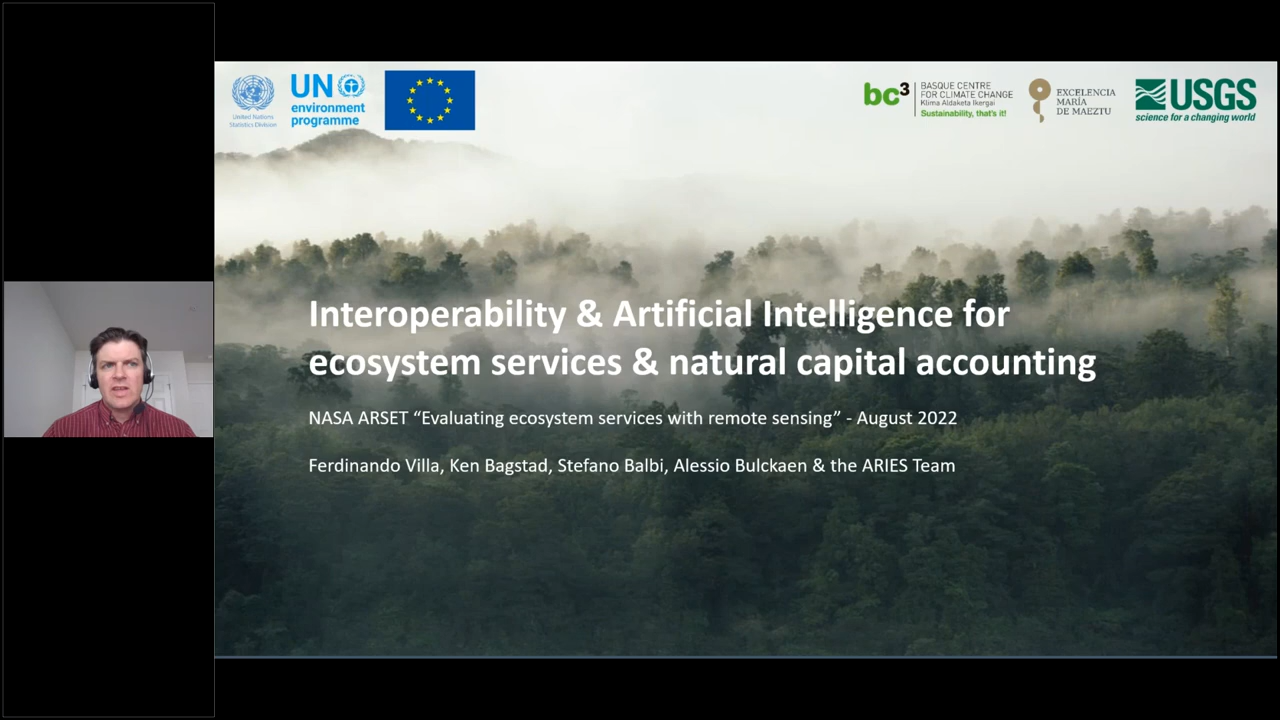 United Nations
Statistics Division
UN
environment
programme
bc3
BASQUE CENTRE
FOR CLIMATE CHANGE
Klima Aldaketa Ikergai
Sustainability, that's it!
EXCELENCIA
MARÍA
DE MAEZTU
USGS
science for a changing world
Interoperability & Artificial Intelligence for
ecosystem services & natural capital accounting
NASA ARSET “Evaluating ecosystem services with remote sensing” - August 2022
Ferdinando Villa, Ken Bagstad, Stefano Balbi, Alessio Bulckaen & the ARIES Team